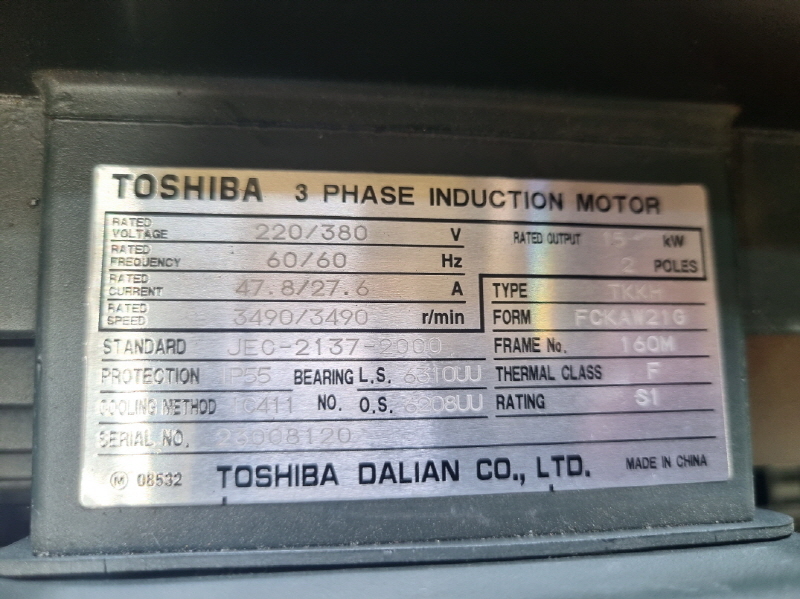 TOSHIBA 3 PHASE INDUCTION MOTOR
RATED VOLTAGE 220/380 V
RATED OUTPUT 15 kW
RATED FREQUENCY 60/60 Hz
2 POLES
RATED CURRENT 47.8/27.6 A
TYPE TKKH
RATED SPEED 3490/3490 r/min
FORM FCKAW21G
STANDARD JEC-2137-2000
FRAME No. 160M
PROTECTION IP55 BEARING L.S. 6310UU
THERMAL CLASS F
COOLING METHOD IC411 NO. O.S. 6208UU
RATING S1
SERIAL NO.
Ⓜ 08532 TOSHIBA DALIAN CO., LTD. MADE IN CHINA